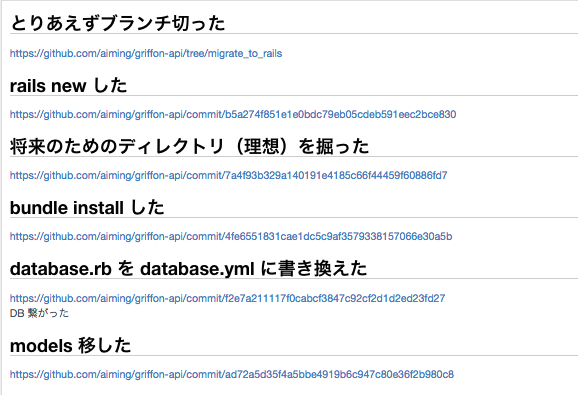 とりあえずブランチ切った
https://github.com/aiming/griffon-api/tree/migrate_to_rails
rails new した
https://github.com/aiming/griffon-api/commit/b5a274f851e1e0bdc79eb05cdeb591eec2bce830
将来のためのディレクトリ（理想）を掘った
https://github.com/aiming/griffon-api/commit/7a4f93b329a140191e4185c66f44459f60886fd7
bundle install した
https://github.com/aiming/griffon-api/commit/4fe6551831cae1dc5c9af3579338157066e30a5b
database.rb を database.yml に書き換えた
https://github.com/aiming/griffon-api/commit/f2e7a211117f0cabcf3847c92cf2d1d2ed23fd27
DB 繋がった
models 移した
https://github.com/aiming/griffon-api/commit/ad72a5d35f4a5bbe4919b6c947c80e36f2b980c8